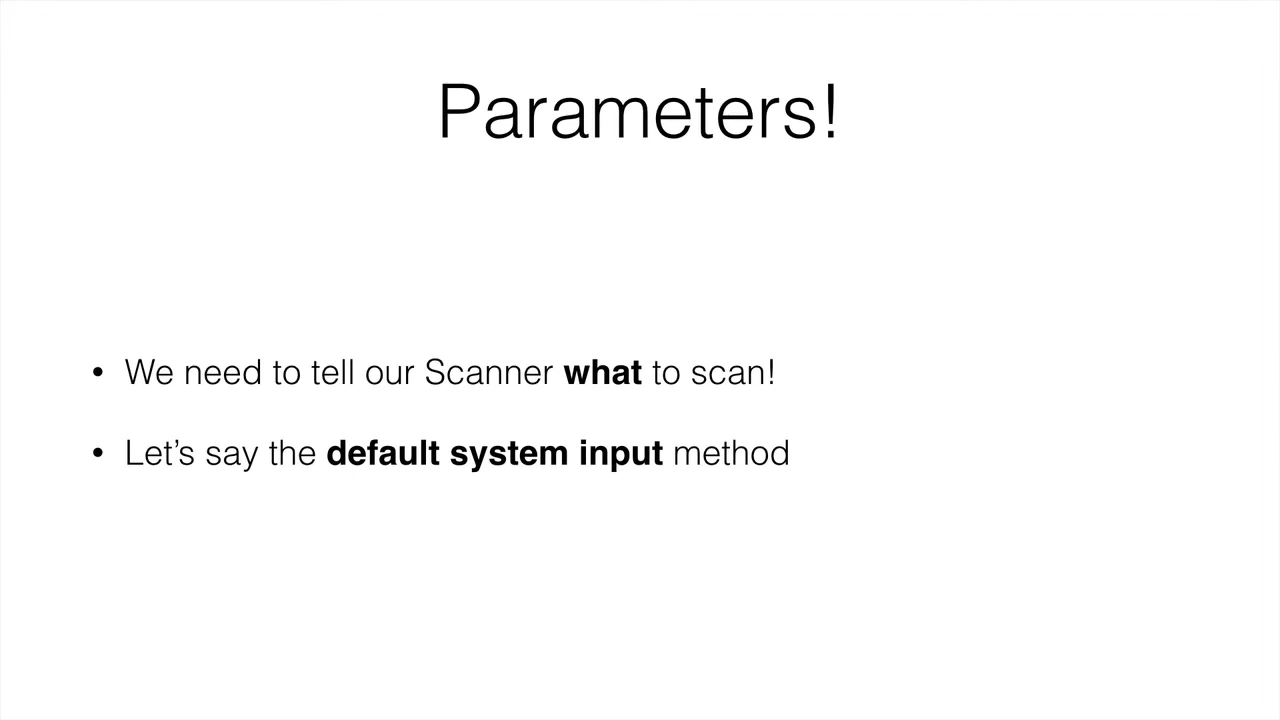 Parameters!
• We need to tell our Scanner what to scan!
• Let’s say the default system input method